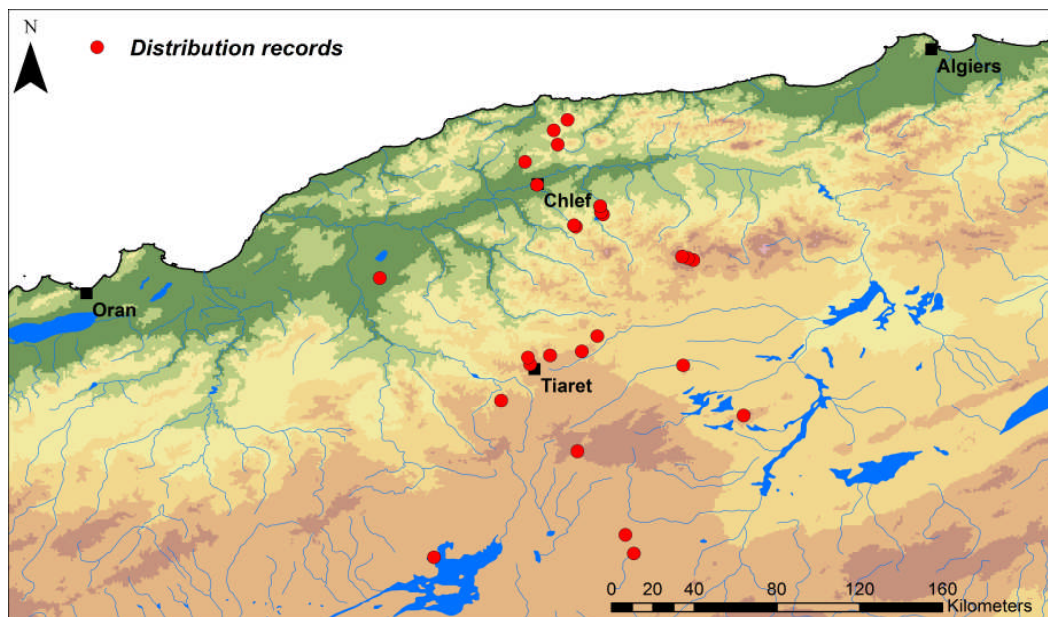 N
Distribution records
Algiers
Chlef
Oran
Tiaret
0 20 40 80 120 160
Kilometers